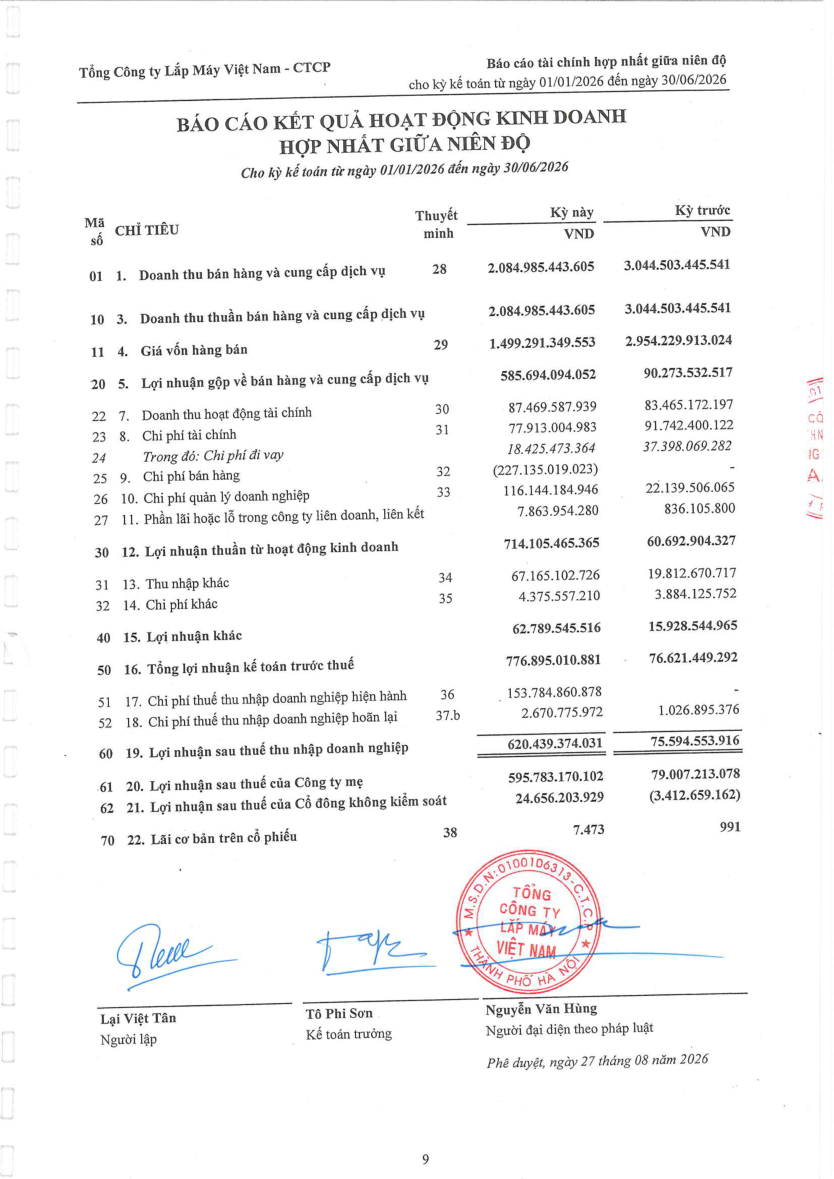 Tổng Công ty Lắp Máy Việt Nam - CTCP
Báo cáo tài chính hợp nhất giữa niên độ
cho kỳ kế toán từ ngày 01/01/2026 đến ngày 30/06/2026
BÁO CÁO KẾT QUẢ HOẠT ĐỘNG KINH DOANH
HỢP NHẤT GIỮA NIÊN ĐỘ
Cho kỳ kế toán từ ngày 01/01/2026 đến ngày 30/06/2026
Mã số CHỈ TIÊU Thuyết minh Kỳ này Kỳ trước
VND VND
01 1. Doanh thu bán hàng và cung cấp dịch vụ 28 2.084.985.443.605 3.044.503.445.541
10 3. Doanh thu thuần bán hàng và cung cấp dịch vụ 2.084.985.443.605 3.044.503.445.541
11 4. Giá vốn hàng bán 29 1.499.291.349.553 2.954.229.913.024
20 5. Lợi nhuận gộp về bán hàng và cung cấp dịch vụ 585.694.094.052 90.273.532.517
22 7. Doanh thu hoạt động tài chính 30 87.469.587.939 83.465.172.197
23 8. Chi phí tài chính 31 77.913.004.983 91.742.400.122
24 Trong đó: Chi phí đi vay 18.425.473.364 37.398.069.282
25 9. Chi phí bán hàng 32 (227.135.019.023) -
26 10. Chi phí quản lý doanh nghiệp 33 116.144.184.946 22.139.506.065
27 11. Phần lãi hoặc lỗ trong công ty liên doanh, liên kết 7.863.954.280 836.105.800
30 12. Lợi nhuận thuần từ hoạt động kinh doanh 714.105.465.365 60.692.904.327
31 13. Thu nhập khác 34 67.165.102.726 19.812.670.717
32 14. Chi phí khác 35 4.375.557.210 3.884.125.752
40 15. Lợi nhuận khác 62.789.545.516 15.928.544.965
50 16. Tổng lợi nhuận kế toán trước thuế 776.895.010.881 76.621.449.292
51 17. Chi phí thuế thu nhập doanh nghiệp hiện hành 36 153.784.860.878 -
52 18. Chi phí thuế thu nhập doanh nghiệp hoãn lại 37.b 2.670.775.972 1.026.895.376
60 19. Lợi nhuận sau thuế thu nhập doanh nghiệp 620.439.374.031 75.594.553.916
61 20. Lợi nhuận sau thuế của Công ty mẹ 595.783.170.102 79.007.213.078
62 21. Lợi nhuận sau thuế của Cổ đông không kiểm soát 24.656.203.929 (3.412.659.162)
70 22. Lãi cơ bản trên cổ phiếu 38 7.473 991
M.S.D.N:0100106313-C.T.C.P
TỔNG
CÔNG TY
LẮP MÁY
VIỆT NAM
THÀNH PHỐ HÀ NỘI
Lại Việt Tân
Người lập
Tô Phi Sơn
Kế toán trưởng
Nguyễn Văn Hùng
Người đại diện theo pháp luật
Phê duyệt, ngày 27 tháng 08 năm 2026
9